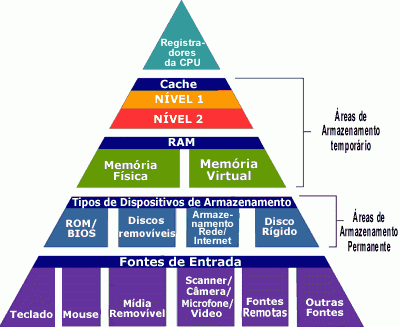 Registra-
dores
da CPU
Cache
NÍVEL 1
NÍVEL 2
RAM
Memória
Física
Memória
Virtual
Áreas de
Armazenamento
temporário
Tipos de Dispositivos de Armazenamento
ROM/
BIOS
Discos
removíveis
Armaze-
namento
Rede/
Internet
Disco
Rígido
Áreas de
Armazenamento
Permanente
Fontes de Entrada
Teclado
Mouse
Mídia
Removível
Scanner/
Câmera/
Microfone/
Video
Fontes
Remotas
Outras
Fontes